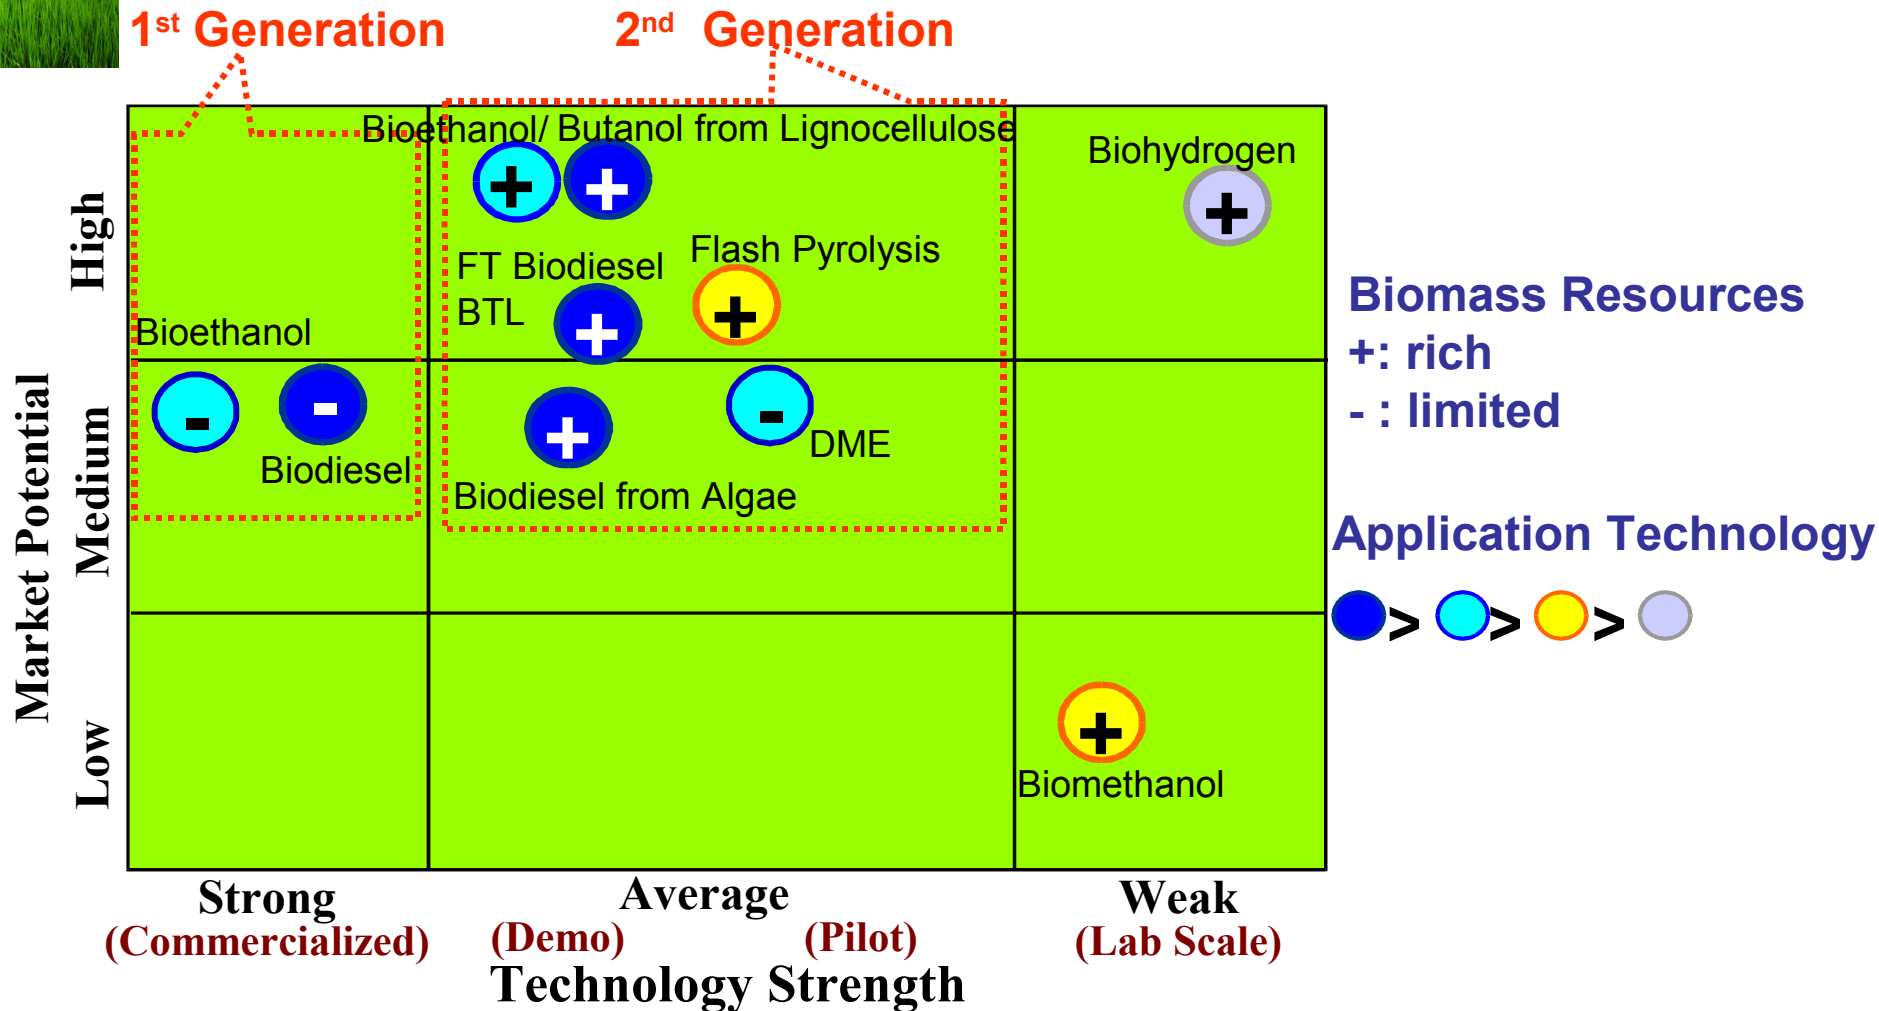 1st Generation
2nd Generation
Bioethanol/ Butanol from Lignocellulose
+
+
Biohydrogen
+
FT Biodiesel
BTL
+
Flash Pyrolysis
+
Bioethanol
-
-
Biodiesel
+
Biodiesel from Algae
-
DME
+
Biomethanol
Market Potential
High
Medium
Low
Strong
(Commercialized)
Average
(Demo)
(Pilot)
Weak
(Lab Scale)
Technology Strength
Biomass Resources
+: rich
- : limited
Application Technology
> > >